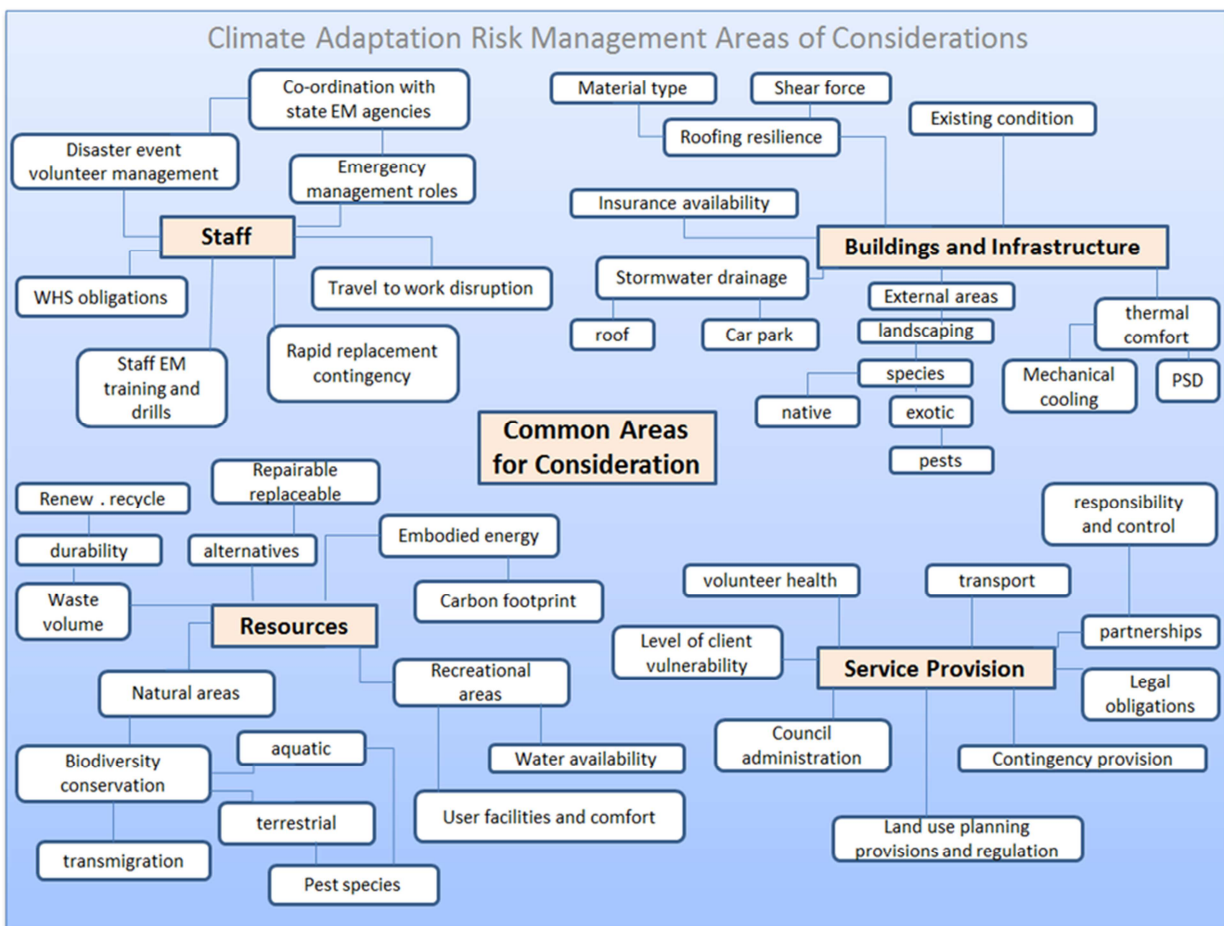 Climate Adaptation Risk Management Areas of Considerations
Co-ordination with
state EM agencies
Disaster event
volunteer management
Emergency
management roles
Staff
WHS obligations
Travel to work disruption
Staff EM
training and
drills
Rapid replacement
contingency
Material type
Shear force
Roofing resilience
Existing condition
Insurance availability
Buildings and Infrastructure
Stormwater drainage
roof
Car park
External areas
landscaping
species
native
exotic
pests
thermal
comfort
Mechanical
cooling
PSD
Common Areas
for Consideration
Repairable
replaceable
Renew . recycle
durability
alternatives
Waste
volume
Embodied energy
Carbon footprint
Resources
Natural areas
Recreational
areas
Biodiversity
conservation
aquatic
Water availability
terrestrial
User facilities and comfort
transmigration
Pest species
responsibility
and control
volunteer health
transport
partnerships
Level of client
vulnerability
Service Provision
Legal
obligations
Council
administration
Contingency provision
Land use planning
provisions and regulation